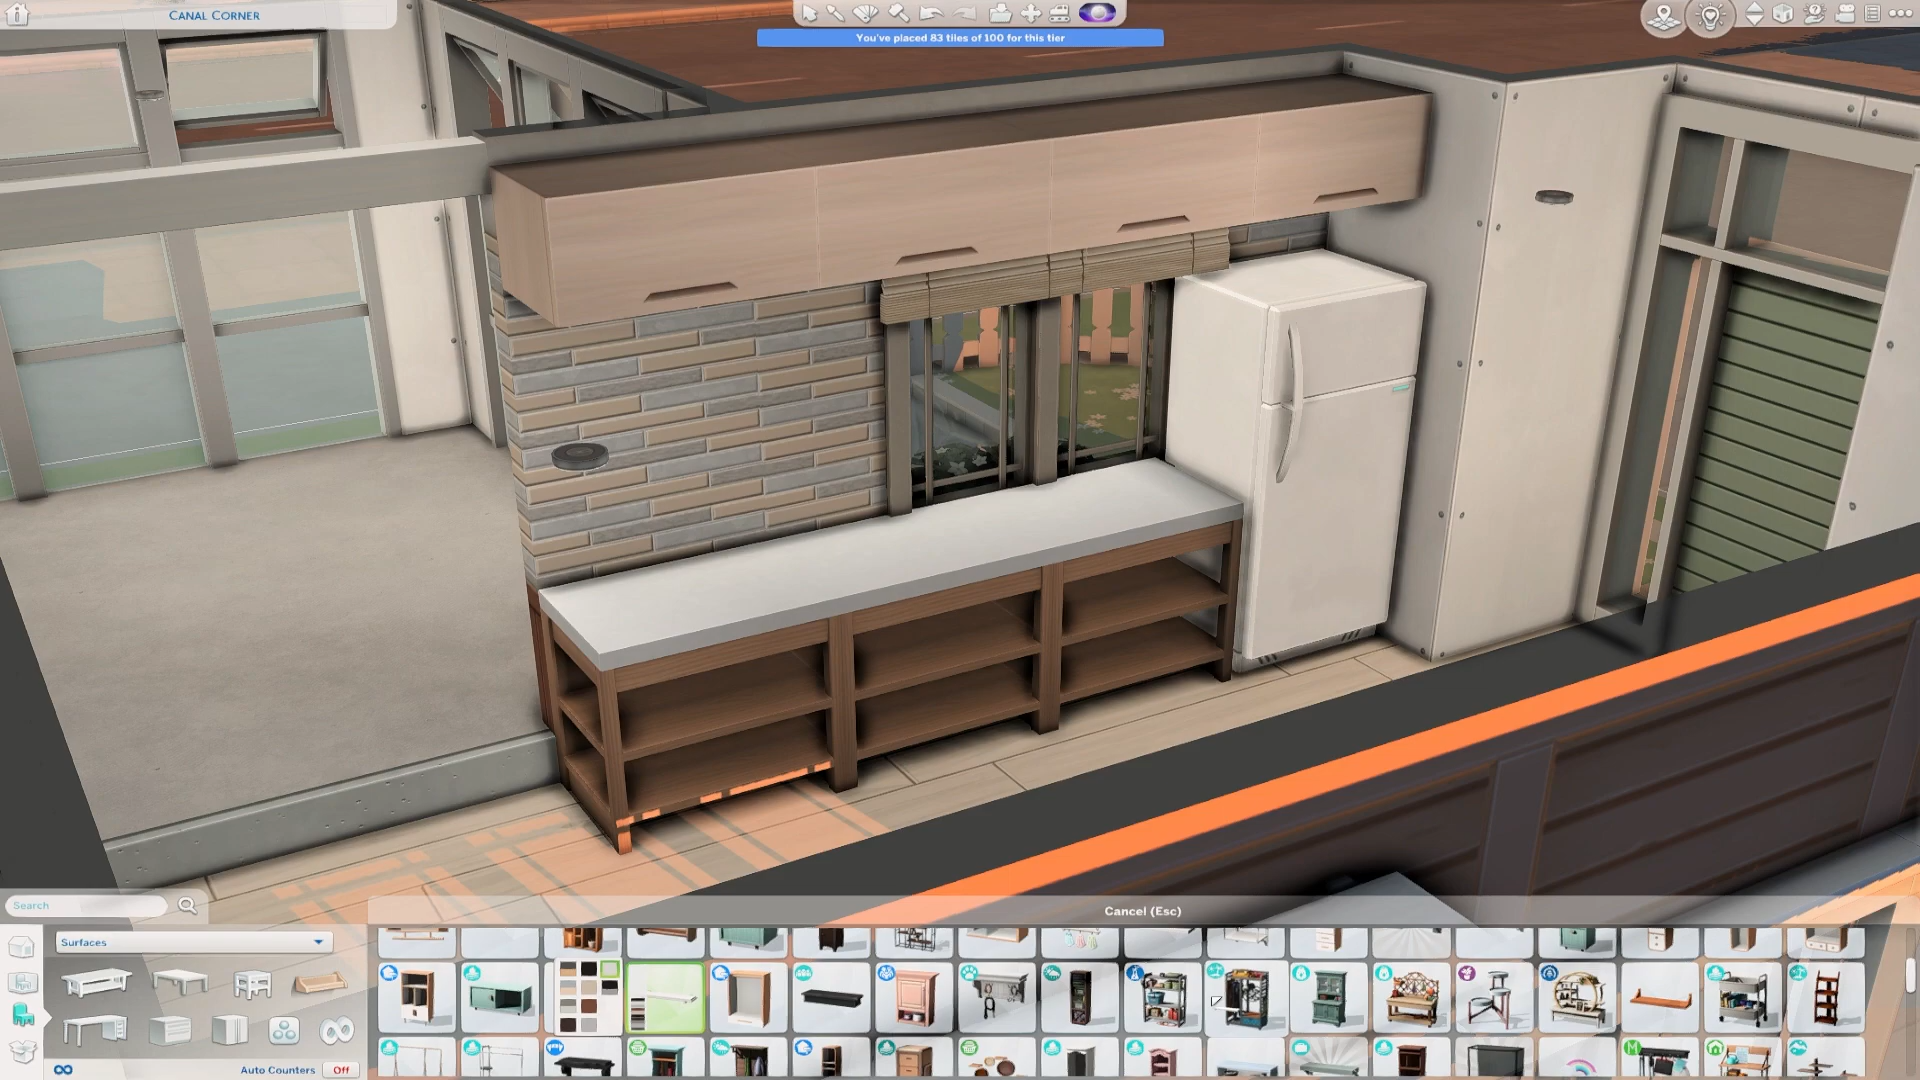 CANAL CORNER
You've placed 83 tiles of 100 for this tier
Search
Cancel (Esc)
Surfaces
Auto Counters
Off